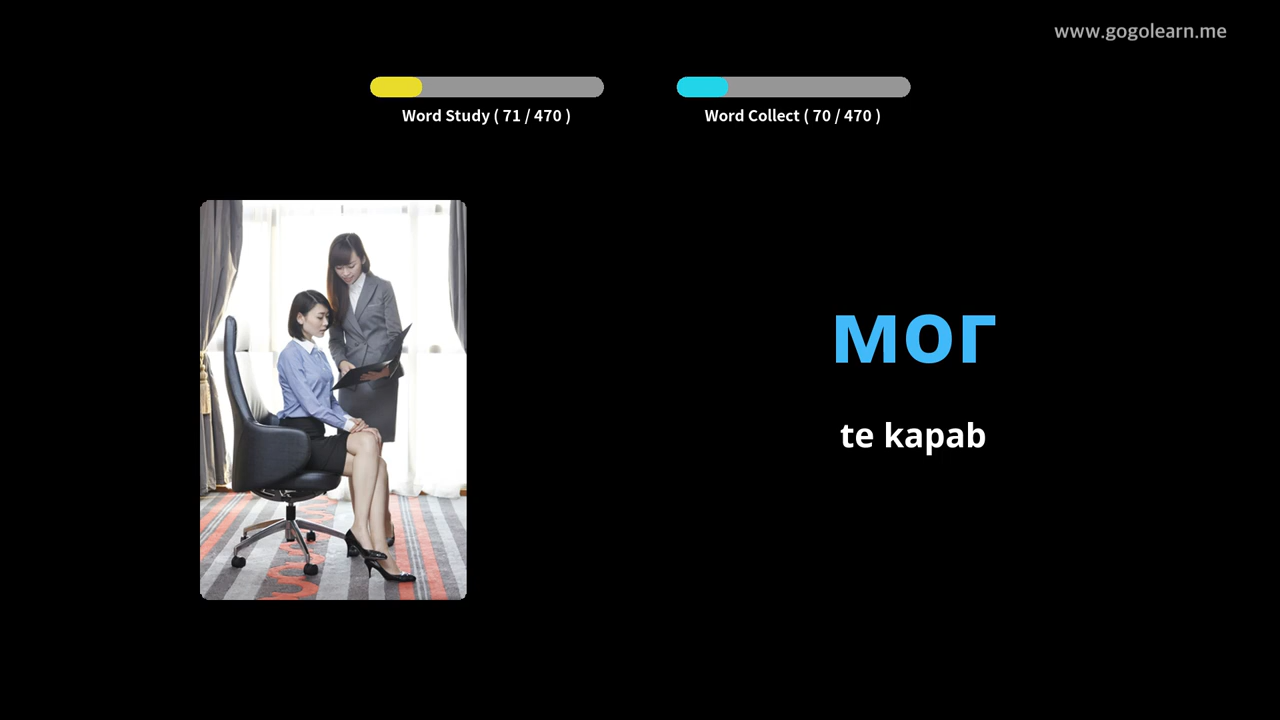 www.gogolearn.me
Word Study ( 71 / 470 )
Word Collect ( 70 / 470 )
мог
te kapab